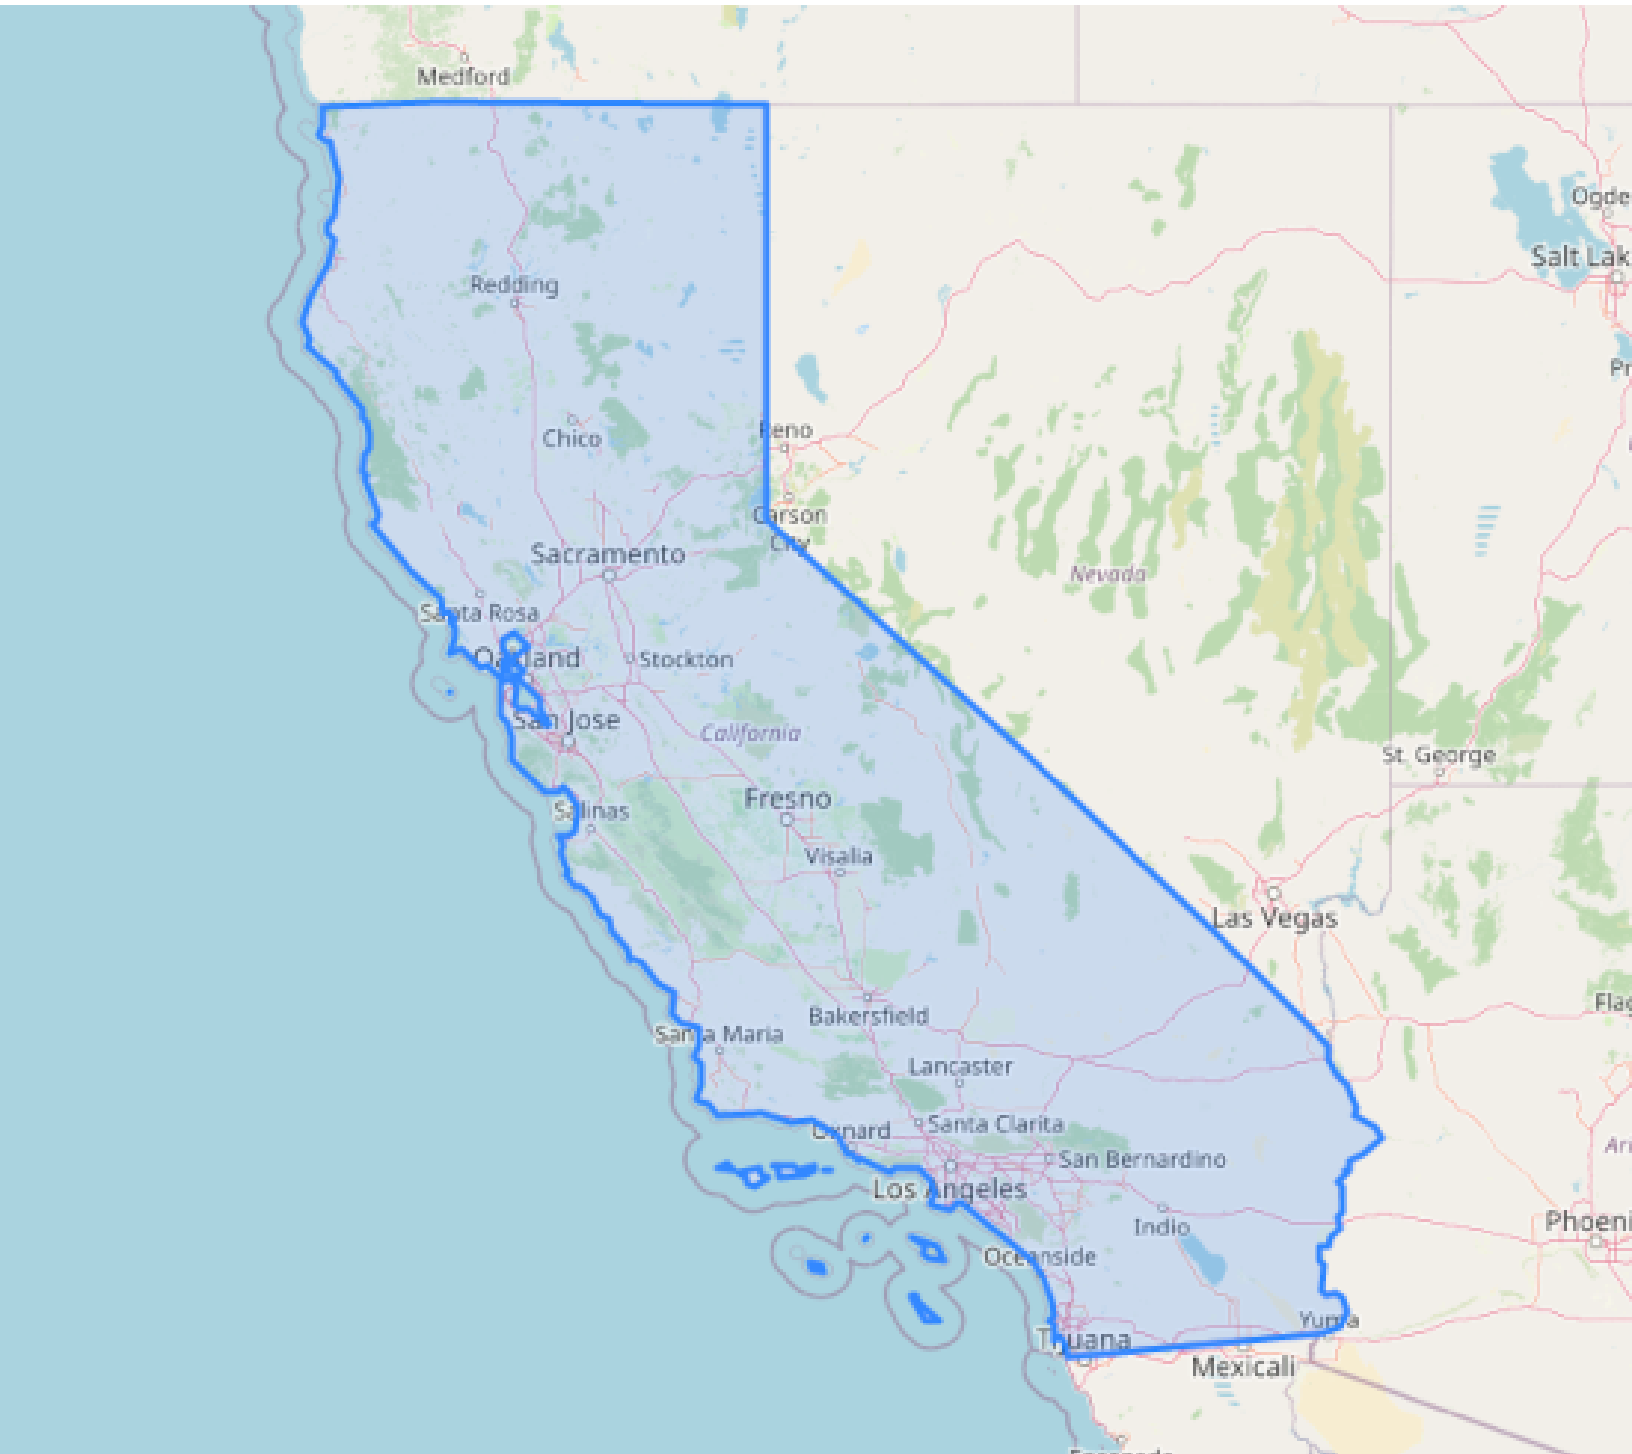 Medford
Ogde
Salt Lak
Redding
Pr
Reno
Chico
Carson
City
Sacramento
Nevada
Santa Rosa
Oakland
Stockton
San Jose
California
St. George
Fresno
Salinas
Visalia
Las Vegas
Flag
Bakersfield
Santa Maria
Lancaster
Santa Clarita
Oxnard
Ari
San Bernardino
Los Angeles
Indio
Phoeni
Oceanside
Yuma
Tijuana
Mexicali